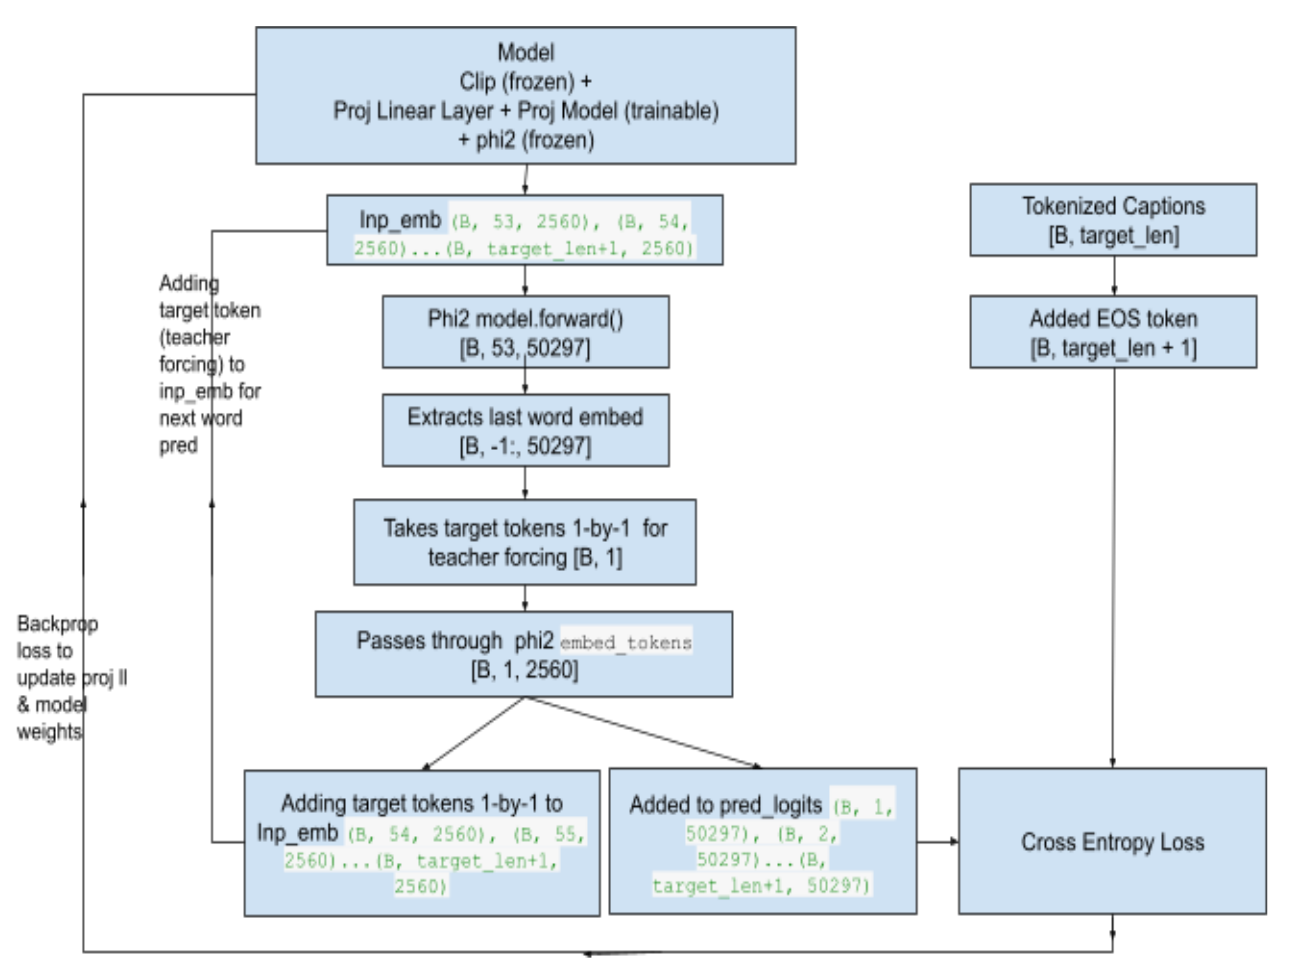 Model
Clip (frozen) +
Proj Linear Layer + Proj Model (trainable)
+ phi2 (frozen)
Inp_emb (B, 53, 2560), (B, 54,
2560)...(B, target_len+1, 2560)
Phi2 model.forward()
[B, 53, 50297]
Extracts last word embed
[B, -1:, 50297]
Takes target tokens 1-by-1 for
teacher forcing [B, 1]
Passes through phi2 embed_tokens
[B, 1, 2560]
Adding target tokens 1-by-1 to
Inp_emb (B, 54, 2560), (B, 55,
2560)...(B, target_len+1,
2560)
Added to pred_logits (B, 1,
50297), (B, 2,
50297)...(B,
target_len+1, 50297)
Cross Entropy Loss
Tokenized Captions
[B, target_len]
Added EOS token
[B, target_len + 1]
Adding
target token
(teacher
forcing) to
inp_emb for
next word
pred
Backprop
loss to
update proj ll
& model
weights